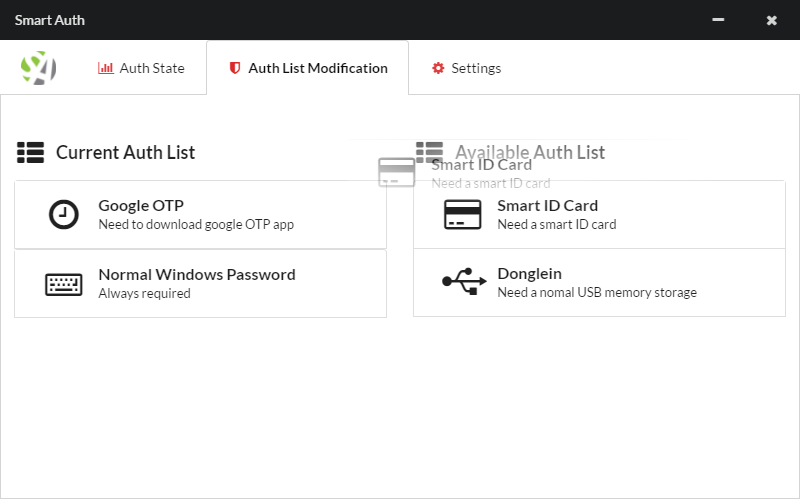 Smart Auth
Auth State
Auth List Modification
Settings
Current Auth List
Available Auth List
Smart ID Card
Need a smart ID card
Google OTP
Need to download google OTP app
Normal Windows Password
Always required
Smart ID Card
Need a smart ID card
Donglein
Need a nomal USB memory storage